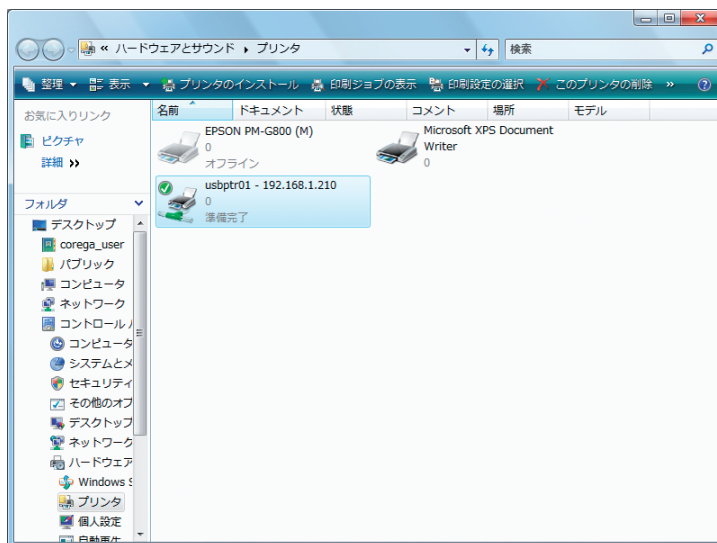 « ハードウェアとサウンド ▸ プリンタ
検索
整理 表示 プリンタのインストール 印刷ジョブの表示 印刷設定の選択 このプリンタの削除 »
お気に入りリンク
ピクチャ
詳細 »
フォルダ
デスクトップ
corega_user
パブリック
コンピュータ
ネットワーク
コントロール
コンピュータ
システムとメ
セキュリティ
その他のオプ
デスクトップ
ネットワーク
ハードウェア
Windows S
プリンタ
個人設定
自動再生
名前 ドキュメント 状態 コメント 場所 モデル
EPSON PM-G800 (M)
0
オフライン
Microsoft XPS Document
Writer
0
usbptr01 - 192.168.1.210
0
準備完了